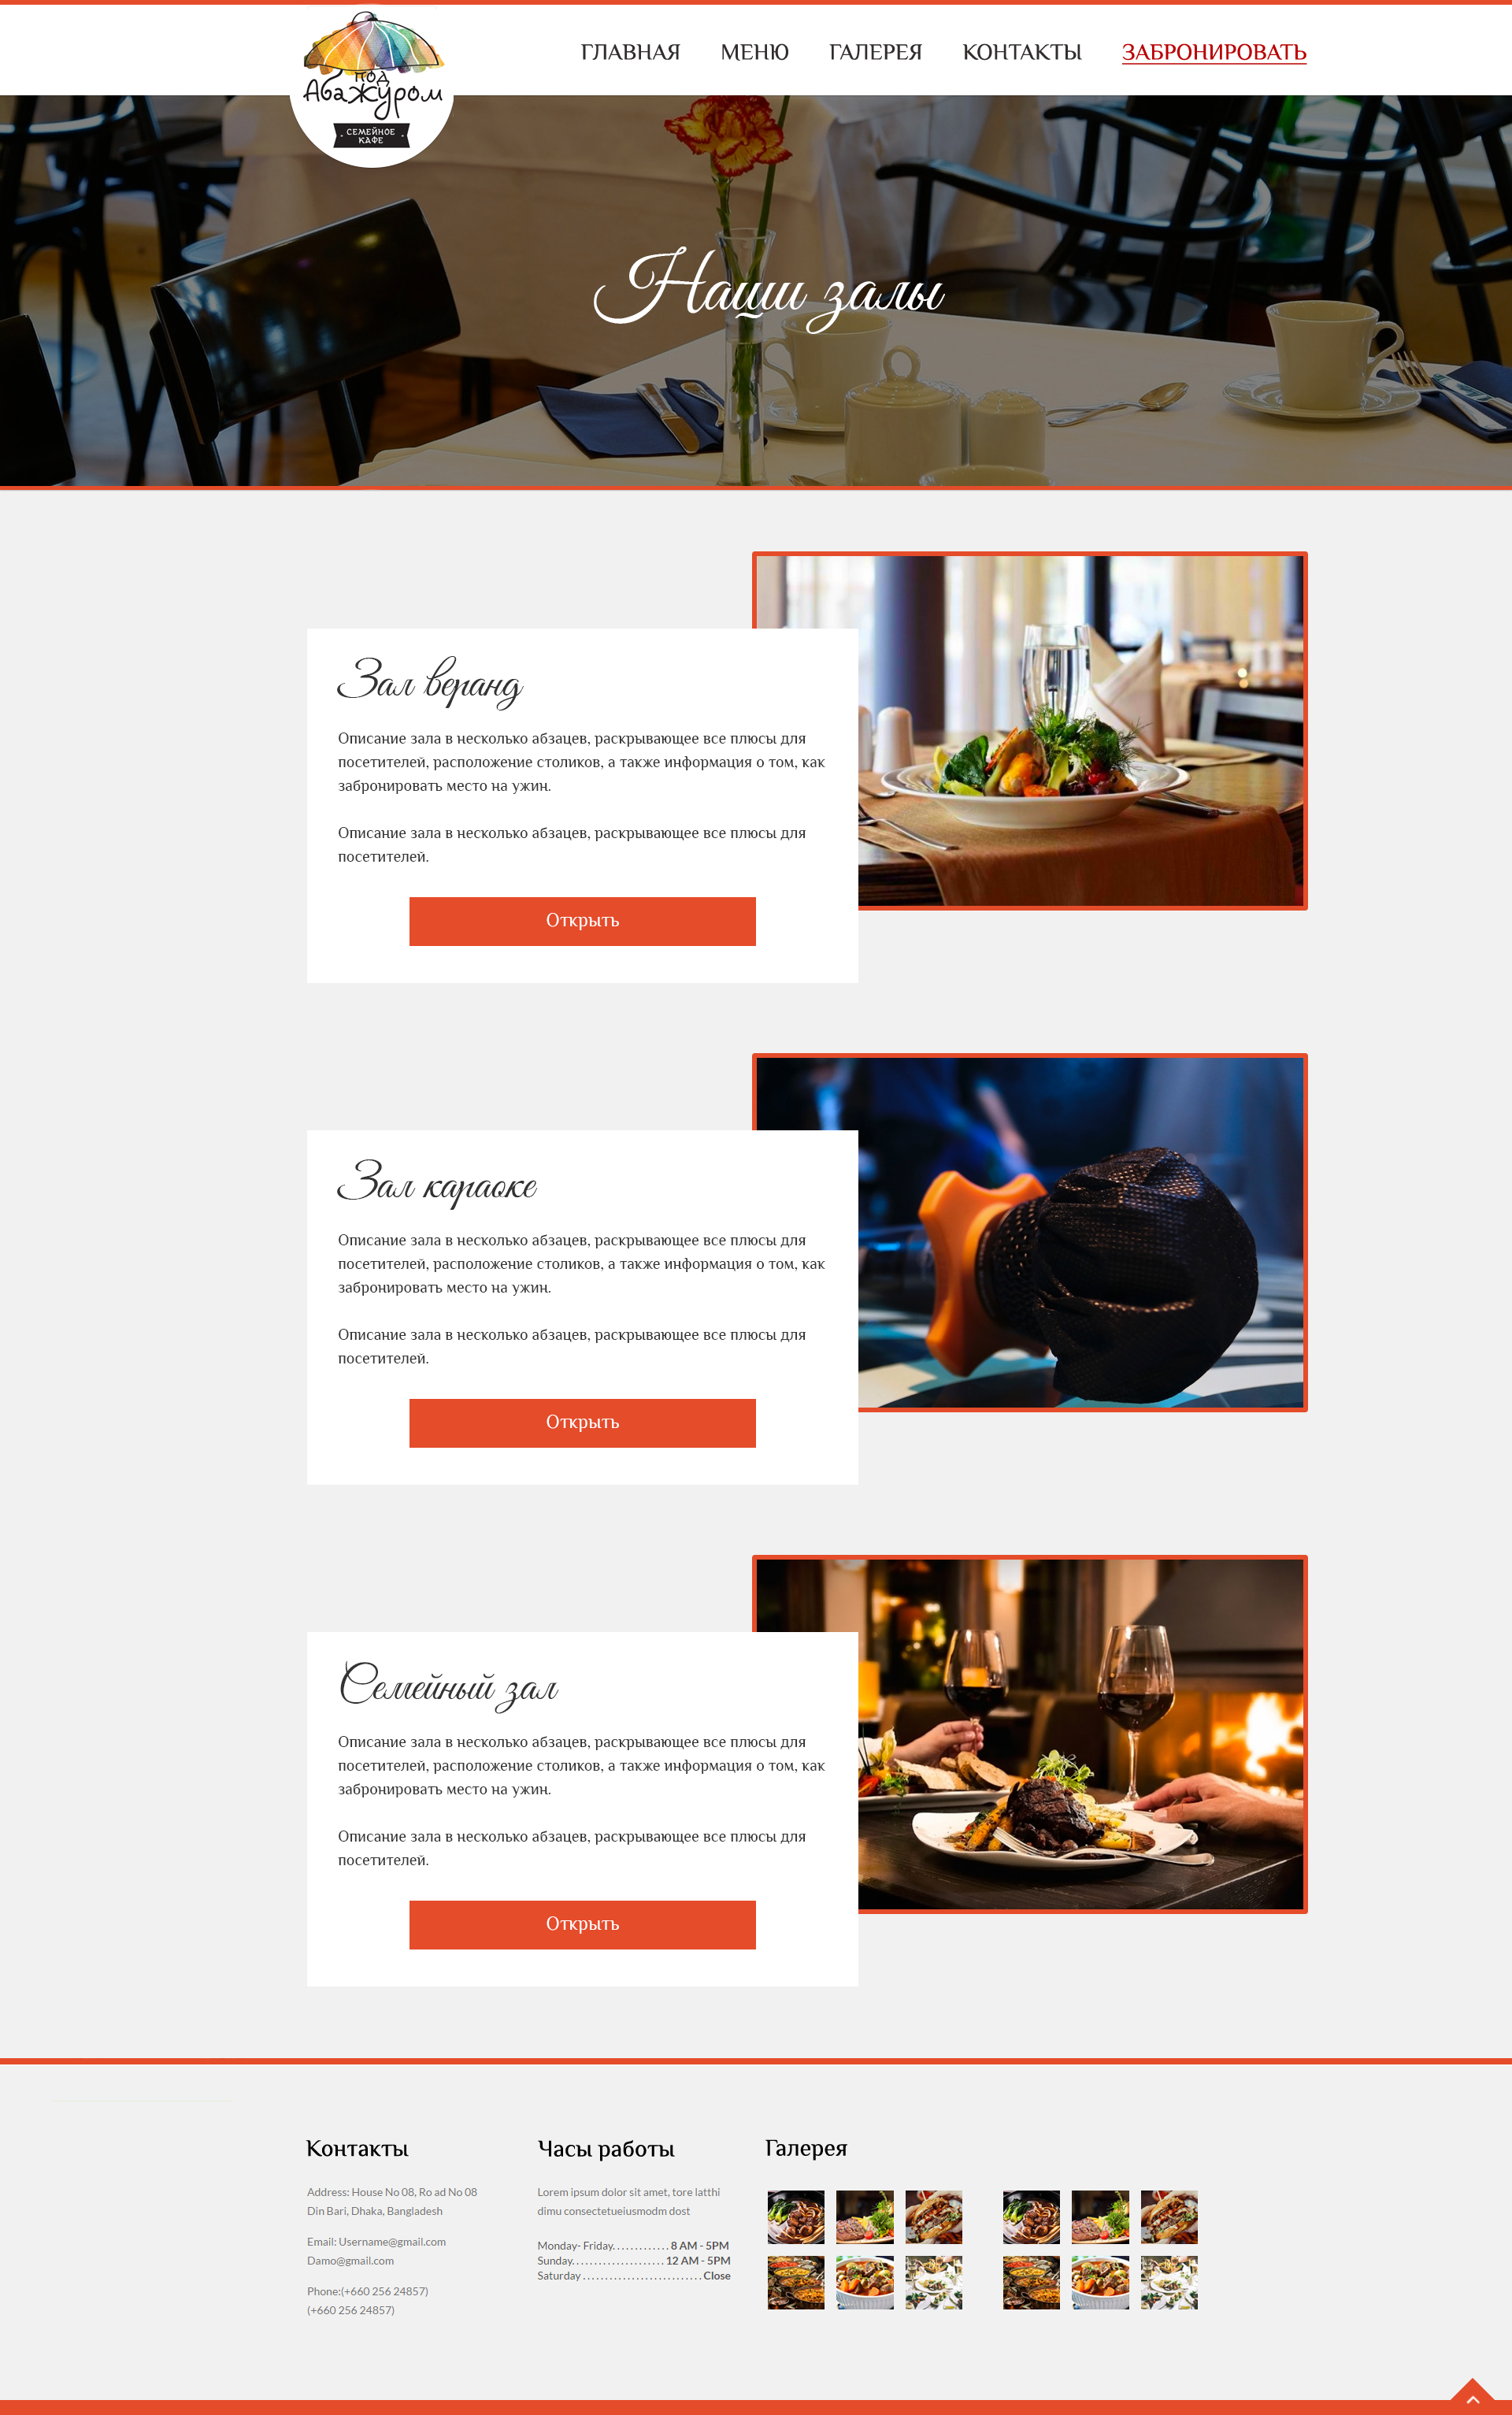 под
Абажуром
СЕМЕЙНОЕ
КАФЕ
ГЛАВНАЯ МЕНЮ ГАЛЕРЕЯ КОНТАКТЫ ЗАБРОНИРОВАТЬ
Наши залы
Зал веранд
Описание зала в несколько абзацев, раскрывающее все плюсы для
посетителей, расположение столиков, а также информация о том, как
забронировать место на ужин.
Описание зала в несколько абзацев, раскрывающее все плюсы для
посетителей.
Открыть
Зал караоке
Описание зала в несколько абзацев, раскрывающее все плюсы для
посетителей, расположение столиков, а также информация о том, как
забронировать место на ужин.
Описание зала в несколько абзацев, раскрывающее все плюсы для
посетителей.
Открыть
Семейный зал
Описание зала в несколько абзацев, раскрывающее все плюсы для
посетителей, расположение столиков, а также информация о том, как
забронировать место на ужин.
Описание зала в несколько абзацев, раскрывающее все плюсы для
посетителей.
Открыть
Контакты
Address: House No 08, Ro ad No 08
Din Bari, Dhaka, Bangladesh
Email: Username@gmail.com
Damo@gmail.com
Phone:(+660 256 24857)
(+660 256 24857)
Часы работы
Lorem ipsum dolor sit amet, tore latthi
dimu consectetueiusmodm dost
Monday- Friday. . . . . . . . . . . . . 8 AM - 5PM
Sunday. . . . . . . . . . . . . . . . . . . . . 12 AM - 5PM
Saturday . . . . . . . . . . . . . . . . . . . . . . . . . . . Close
Галерея